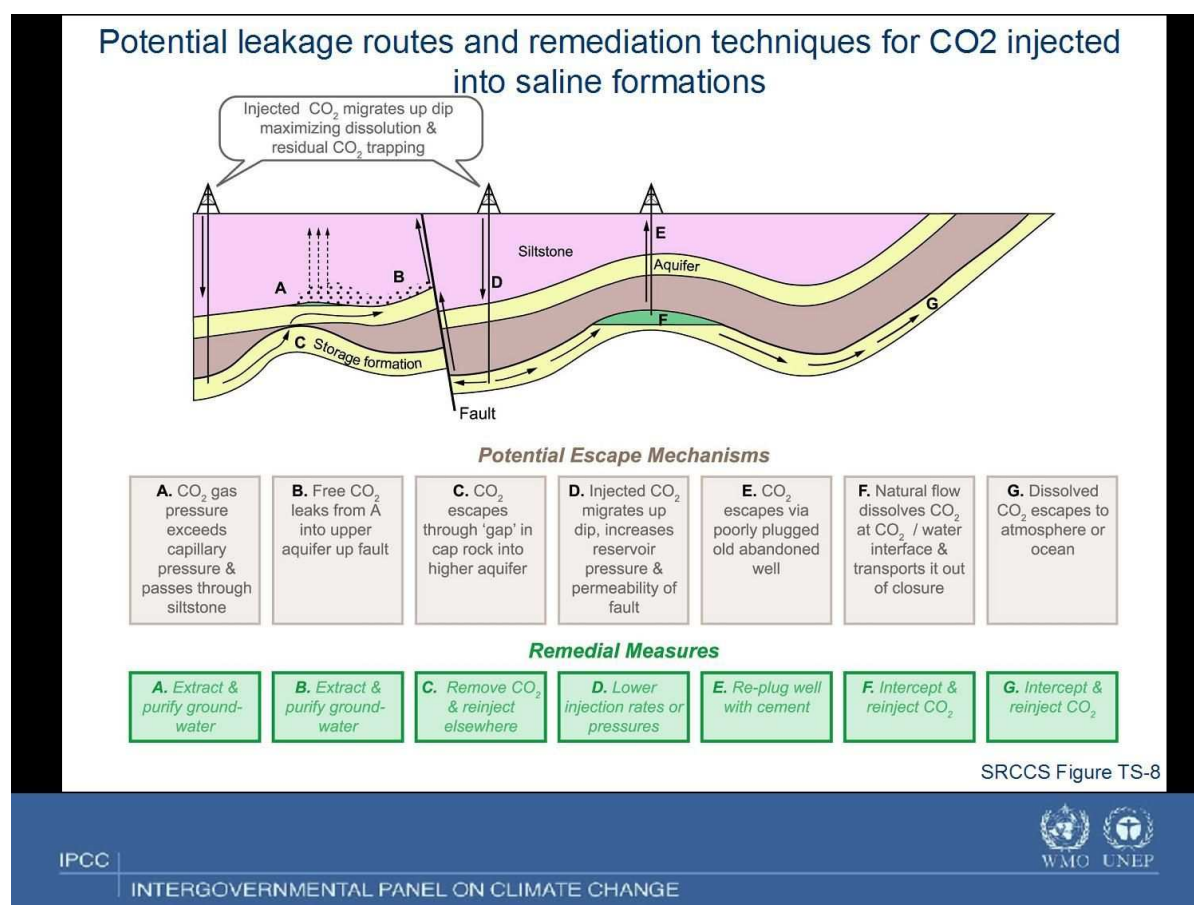 Potential leakage routes and remediation techniques for CO2 injected
into saline formations
Injected CO₂ migrates up dip
maximizing dissolution &
residual CO₂ trapping
E
Siltstone
Aquifer
B
A
D
G
F
C Storage formation
Fault
Potential Escape Mechanisms
A. CO₂ gas
pressure
exceeds
capillary
pressure &
passes through
siltstone
B. Free CO₂
leaks from A
into upper
aquifer up fault
C. CO₂
escapes
through ‘gap’ in
cap rock into
higher aquifer
D. Injected CO₂
migrates up
dip, increases
reservoir
pressure &
permeability of
fault
E. CO₂
escapes via
poorly plugged
old abandoned
well
F. Natural flow
dissolves CO₂
at CO₂ / water
interface &
transports it out
of closure
G. Dissolved
CO₂ escapes to
atmosphere or
ocean
Remedial Measures
A. Extract &
purify ground-
water
B. Extract &
purify ground-
water
C. Remove CO₂
& reinject
elsewhere
D. Lower
injection rates or
pressures
E. Re-plug well
with cement
F. Intercept &
reinject CO₂
G. Intercept &
reinject CO₂
SRCCS Figure TS-8
WMO UNEP
IPCC
INTERGOVERNMENTAL PANEL ON CLIMATE CHANGE